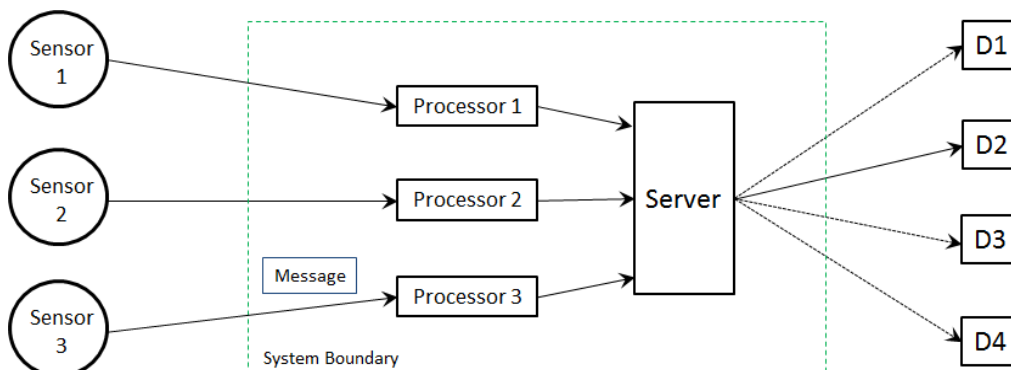 Sensor
1
Processor 1
D1
Sensor
2
Processor 2
Server
D2
Message
D3
Sensor
3
Processor 3
D4
System Boundary